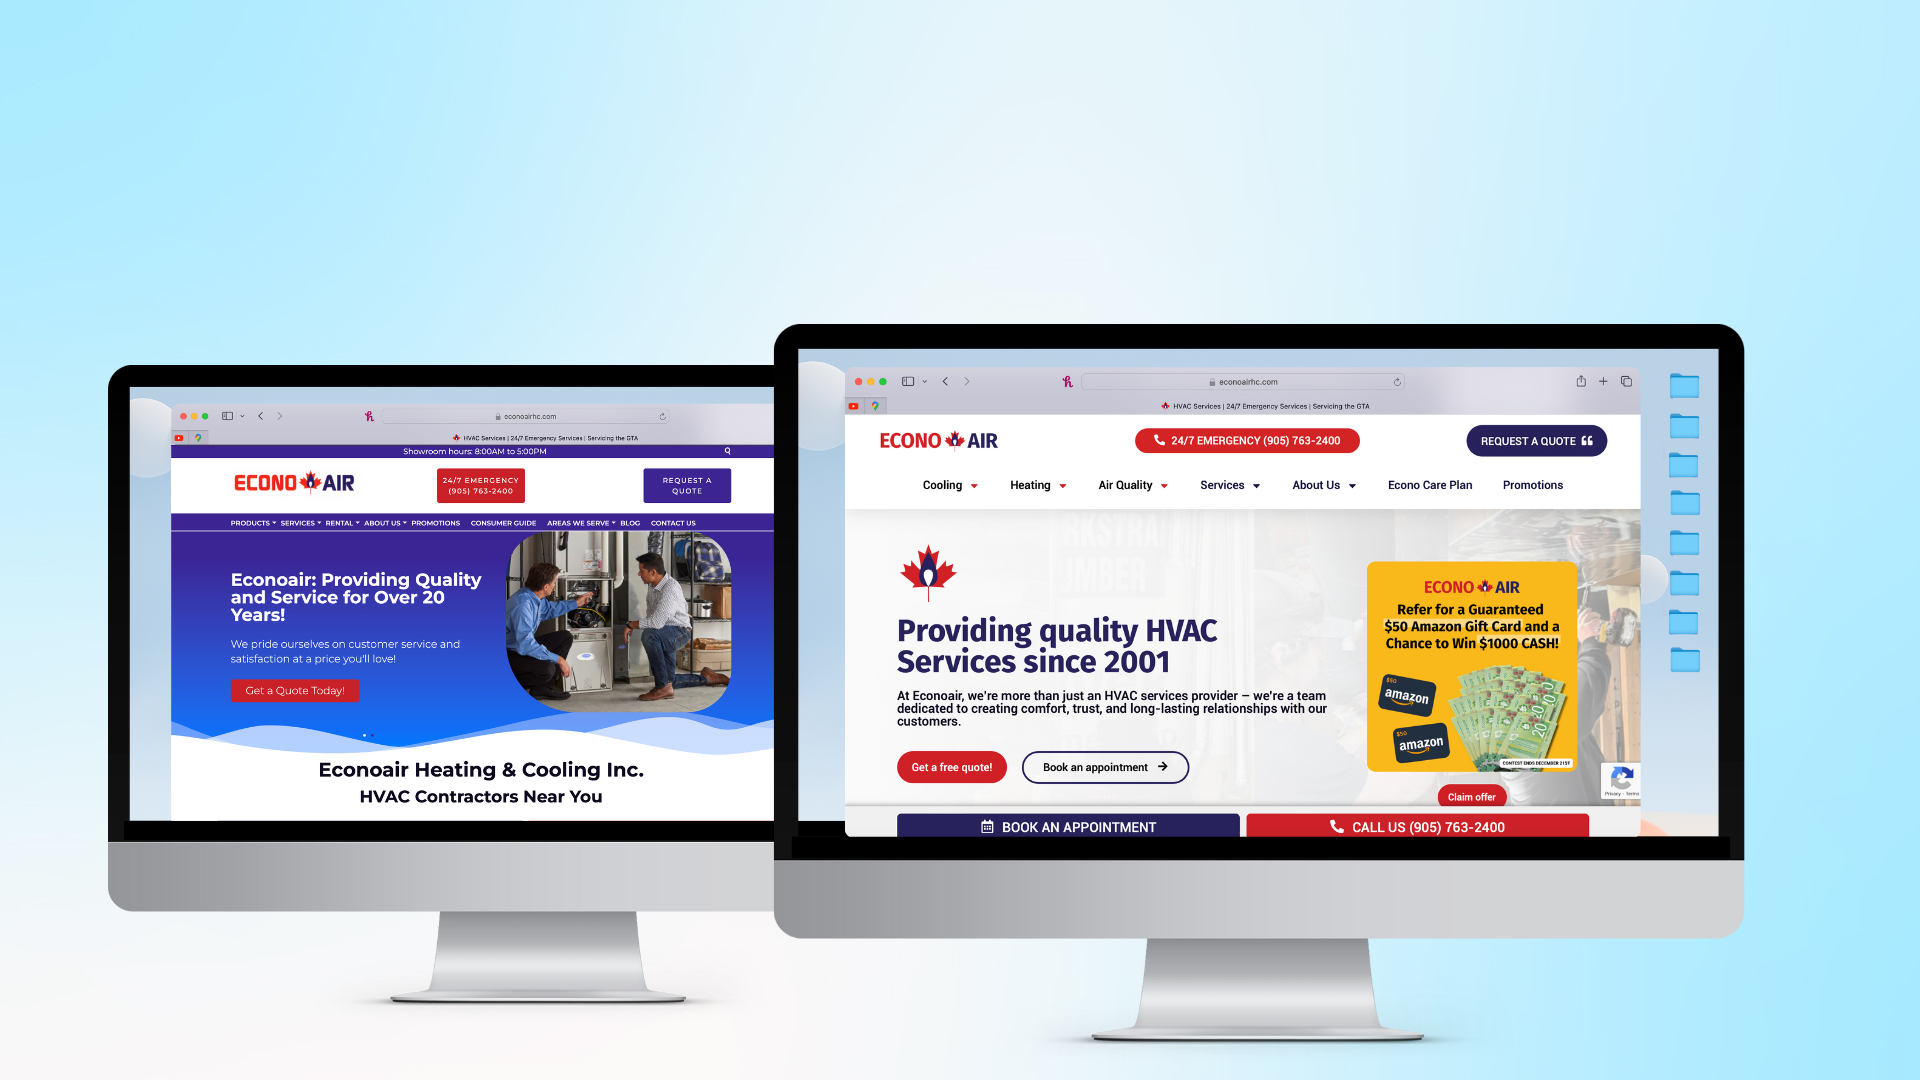 econoairhc.com
HVAC Services | 24/7 Emergency Services | Servicing the GTA
Showroom hours: 8:00AM to 5:00PM
ECONO AIR
24/7 EMERGENCY
(905) 763-2400
REQUEST A
QUOTE
PRODUCTS SERVICES RENTAL ABOUT US PROMOTIONS CONSUMER GUIDE AREAS WE SERVE BLOG CONTACT US
Econoair: Providing Quality
and Service for Over 20
Years!
We pride ourselves on customer service and
satisfaction at a price you'll love!
Get a Quote Today!
Econoair Heating & Cooling Inc.
HVAC Contractors Near You
econoairhc.com
HVAC Services | 24/7 Emergency Services | Servicing the GTA
ECONO AIR
24/7 EMERGENCY (905) 763-2400
REQUEST A QUOTE
Cooling Heating Air Quality Services About Us Econo Care Plan Promotions
Providing quality HVAC
Services since 2001
At Econoair, we're more than just an HVAC services provider – we're a team
dedicated to creating comfort, trust, and long-lasting relationships with our
customers.
Get a free quote!
Book an appointment
ECONO AIR
Refer for a Guaranteed
$50 Amazon Gift Card and a
Chance to Win $1000 CASH!
$50
amazon
$50
amazon
20
CONTEST ENDS DECEMBER 21ST
Claim offer
Privacy - Terms
BOOK AN APPOINTMENT
CALL US (905) 763-2400